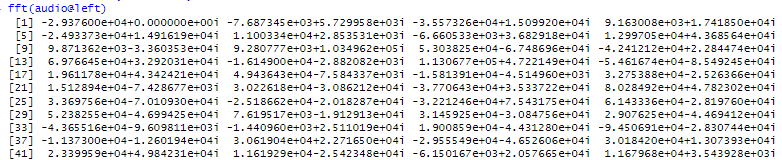 fft(audio@left)
[1] -2.937600e+04+0.000000e+00i -7.687345e+03+5.729958e+03i -3.557326e+04+1.509920e+04i 9.163008e+03+1.741850e+04i
[5] -2.493373e+04+1.491619e+04i 1.100334e+04+2.853531e+04i -6.660533e+03+3.682918e+04i 1.299705e+04+4.368564e+04i
[9] 9.871362e+03-3.360353e+04i 9.280777e+03+1.034962e+05i 5.303825e+04-6.748696e+04i -4.241212e+04+2.284474e+04i
[13] 6.976645e+04+3.292031e+04i -1.614900e+04-2.882082e+03i 1.130677e+05+4.722149e+04i -5.461674e+04-8.549245e+04i
[17] 1.961178e+04+4.342421e+04i 4.943643e+04-7.584337e+04i -1.581391e+04-4.514960e+03i 3.275388e+04-2.526366e+04i
[21] 1.512894e+04-7.428677e+03i 3.022618e+04-3.086212e+04i -3.770643e+04+3.533722e+04i 8.028492e+04+4.782302e+04i
[25] 3.369756e+04-7.010930e+04i -2.518662e+04-2.018287e+04i -3.221246e+04+7.543175e+04i 6.143336e+04-2.819760e+04i
[29] 5.238255e+04-4.699425e+04i 7.619517e+03-1.912913e+04i 3.145925e+04-3.084756e+04i 2.907625e+04-4.469412e+04i
[33] -4.365516e+04-9.609811e+03i -1.440960e+03+2.511019e+04i 1.900859e+04-4.431280e+04i -9.450691e+04-2.830744e+04i
[37] -1.137300e+04-1.260194e+04i 3.061904e+04+2.271650e+04i -2.955549e+04-4.652606e+04i 3.018420e+04+1.307393e+04i
[41] 2.339959e+04+4.984231e+04i 1.161929e+04-2.542348e+04i -6.150167e+03+2.057665e+04i 1.167968e+04+3.543928e+03i